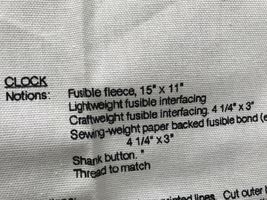 CLOCK
Notions: Fusible fleece, 15" x 11"
Lightweight fusible interfacing
Craftweight fusible interfacing. 4 1/4" x 3"
Sewing-weight paper backed fusible bond (e
4 1/4" x 3"
Shank button. "
Thread to match
lines. Cut outer